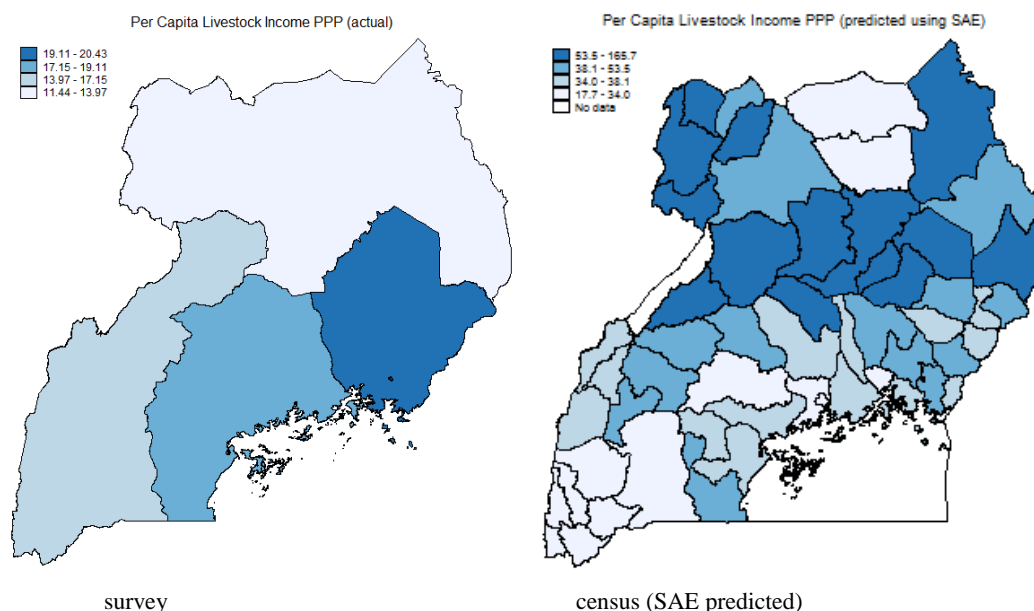 Per Capita Livestock Income PPP (actual)
19.11 - 20.43
17.15 - 19.11
13.97 - 17.15
11.44 - 13.97
Per Capita Livestock Income PPP (predicted using SAE)
53.5 - 165.7
38.1 - 53.5
34.0 - 38.1
17.7 - 34.0
No data
survey
census (SAE predicted)